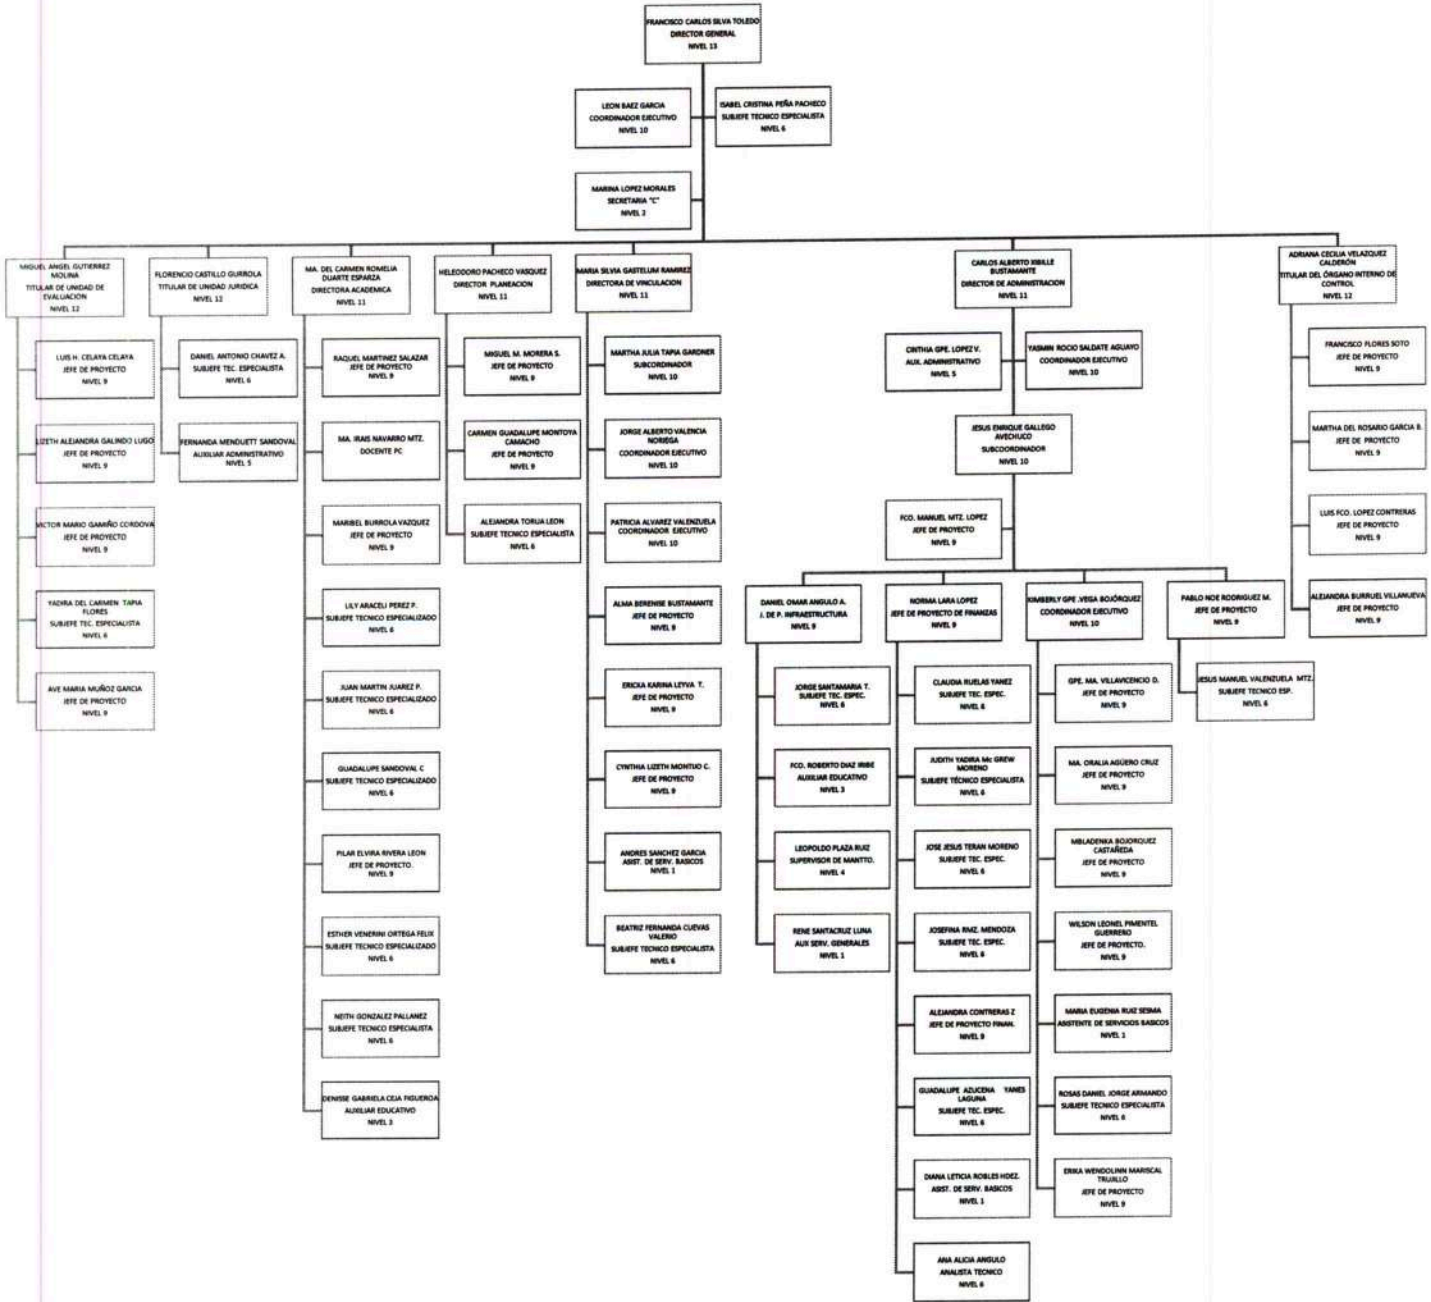 FRANCISCO CARLOS SILVA TOLEDO
DIRECTOR GENERAL
NIVEL 13
LEON BAEZ GARCIA
COORDINADOR EJECUTIVO
NIVEL 10
ISABEL CRISTINA PEÑA PACHECO
SUBJEFE TECNICO ESPECIALISTA
NIVEL 6
MARINA LOPEZ MORALES
SECRETARIA "C"
NIVEL 2
MIGUEL ANGEL GUTIERREZ
MOLINA
TITULAR DE UNIDAD DE
EVALUACION
NIVEL 12
LUIS H. CELAYA CELAYA
JEFE DE PROYECTO
NIVEL 9
LIZETH ALEJANDRA GALINDO LUGO
JEFE DE PROYECTO
NIVEL 9
VICTOR MARIO GAMIÑO CORDOVA
JEFE DE PROYECTO
NIVEL 9
YADIRA DEL CARMEN TAPIA
FLORES
SUBJEFE TEC. ESPECIALISTA
NIVEL 6
AVE MARIA MUÑOZ GARCIA
JEFE DE PROYECTO
NIVEL 9
FLORENCIO CASTILLO GURROLA
TITULAR DE UNIDAD JURIDICA
NIVEL 12
DANIEL ANTONIO CHAVEZ A.
SUBJEFE TEC. ESPECIALISTA
NIVEL 6
FERNANDA MENDUETT SANDOVAL
AUXILIAR ADMINISTRATIVO
NIVEL 5
MA. DEL CARMEN ROMELIA
DUARTE ESPARZA
DIRECTORA ACADEMICA
NIVEL 11
RAQUEL MARTINEZ SALAZAR
JEFE DE PROYECTO
NIVEL 9
MA. IRAIS NAVARRO MTZ.
DOCENTE PC
MARIBEL BURROLA VAZQUEZ
JEFE DE PROYECTO
NIVEL 9
LILY ARACELI PEREZ P.
SUBJEFE TECNICO ESPECIALIZADO
NIVEL 6
JUAN MARTIN JUAREZ P.
SUBJEFE TECNICO ESPECIALIZADO
NIVEL 6
GUADALUPE SANDOVAL C
SUBJEFE TECNICO ESPECIALIZADO
NIVEL 6
PILAR ELVIRA RIVERA LEON
JEFE DE PROYECTO.
NIVEL 9
ESTHER VENERINI ORTEGA FELIX
SUBJEFE TECNICO ESPECIALIZADO
NIVEL 6
NEITH GONZALEZ PALLANEZ
SUBJEFE TECNICO ESPECIALISTA
NIVEL 6
DENISSE GABRIELA CEJA FIGUEROA
AUXILIAR EDUCATIVO
NIVEL 3
HELEODORO PACHECO VASQUEZ
DIRECTOR PLANEACION
NIVEL 11
MIGUEL M. MORERA S.
JEFE DE PROYECTO
NIVEL 9
CARMEN GUADALUPE MONTOYA
CAMACHO
JEFE DE PROYECTO
NIVEL 9
ALEJANDRA TORUA LEON
SUBJEFE TECNICO ESPECIALISTA
NIVEL 6
MARIA SILVIA GASTELUM RAMIREZ
DIRECTORA DE VINCULACION
NIVEL 11
MARTHA JULIA TAPIA GARDNER
SUBCORDINADOR
NIVEL 10
JORGE ALBERTO VALENCIA
NORIEGA
COORDINADOR EJECUTIVO
NIVEL 10
PATRICIA ALVAREZ VALENZUELA
COORDINADOR EJECUTIVO
NIVEL 10
ALMA BERENISE BUSTAMANTE
JEFE DE PROYECTO
NIVEL 9
ERICKA KARINA LEYVA T.
JEFE DE PROYECTO
NIVEL 9
CYNTHIA LIZETH MONTIJO C.
JEFE DE PROYECTO
NIVEL 9
ANDRES SANCHEZ GARCIA
ASIST. DE SERV. BASICOS
NIVEL 1
BEATRIZ FERNANDA CUEVAS
VALERIO
SUBJEFE TECNICO ESPECIALISTA
NIVEL 6
CARLOS ALBERTO XIBILLE
BUSTAMANTE
DIRECTOR DE ADMINISTRACION
NIVEL 11
CINTHIA GPE. LOPEZ V.
AUX. ADMINISTRATIVO
NIVEL 5
YASMIN ROCIO SALDATE AGUAYO
COORDINADOR EJECUTIVO
NIVEL 10
JESUS ENRIQUE GALLEGO
AVECHUCO
SUBCOORDINADOR
NIVEL 10
FCO. MANUEL MTZ. LOPEZ
JEFE DE PROYECTO
NIVEL 9
DANIEL OMAR ANGULO A.
J. DE P. INFRAESTRUCTURA
NIVEL 9
JORGE SANTAMARIA T.
SUBJEFE TEC. ESPEC.
NIVEL 6
FCO. ROBERTO DIAZ IRIBE
AUXILIAR EDUCATIVO
NIVEL 3
LEOPOLDO PLAZA RUIZ
SUPERVISOR DE MANTTO.
NIVEL 4
RENE SANTACRUZ LUNA
AUX SERV. GENERALES
NIVEL 1
NORMA LARA LOPEZ
JEFE DE PROYECTO DE FINANZAS
NIVEL 9
CLAUDIA RUELAS YANEZ
SUBJEFE TEC. ESPEC.
NIVEL 6
JUDITH YADIRA Mc GREW
MORENO
SUBJEFE TÉCNICO ESPECIALISTA
NIVEL 6
JOSE JESUS TERAN MORENO
SUBJEFE TEC. ESPEC.
NIVEL 6
JOSEFINA RMZ. MENDOZA
SUBJEFE TEC. ESPEC.
NIVEL 6
ALEJANDRA CONTRERAS Z
JEFE DE PROYECTO FINAN.
NIVEL 9
GUADALUPE AZUCENA YANES
LAGUNA
SUBJEFE TEC. ESPEC.
NIVEL 6
DIANA LETICIA ROBLES HDEZ.
ASIST. DE SERV. BASICOS
NIVEL 1
ANA ALICIA ANGULO
ANALISTA TECNICO
NIVEL 6
KIMBERLY GPE .VEGA BOJÓRQUEZ
COORDINADOR EJECUTIVO
NIVEL 10
GPE. MA. VILLAVICENCIO D.
JEFE DE PROYECTO
NIVEL 9
MA. ORALIA AGÜERO CRUZ
JEFE DE PROYECTO
NIVEL 9
MBLADENKA BOJORQUEZ
CASTAÑEDA
JEFE DE PROYECTO
NIVEL 9
WILSON LEONEL PIMENTEL
GUERRERO
JEFE DE PROYECTO.
NIVEL 9
MARIA EUGENIA RUIZ SESMA
ASISTENTE DE SERVICIOS BASICOS
NIVEL 1
ROSAS DANIEL JORGE ARMANDO
SUBJEFE TECNICO ESPECIALISTA
NIVEL 6
ERIKA WENDOLINN MARISCAL
TRUJILLO
JEFE DE PROYECTO
NIVEL 9
PABLO NOE RODRIGUEZ M.
JEFE DE PROYECTO
NIVEL 9
JESUS MANUEL VALENZUELA MTZ.
SUBJEFE TECNICO ESP.
NIVEL 6
ADRIANA CECILIA VELAZQUEZ
CALDERÓN
TITULAR DEL ÓRGANO INTERNO DE
CONTROL
NIVEL 12
FRANCISCO FLORES SOTO
JEFE DE PROYECTO
NIVEL 9
MARTHA DEL ROSARIO GARCIA B.
JEFE DE PROYECTO
NIVEL 9
LUIS FCO. LOPEZ CONTRERAS
JEFE DE PROYECTO
NIVEL 9
ALEJANDRA BURRUEL VILLANUEVA
JEFE DE PROYECTO
NIVEL 9